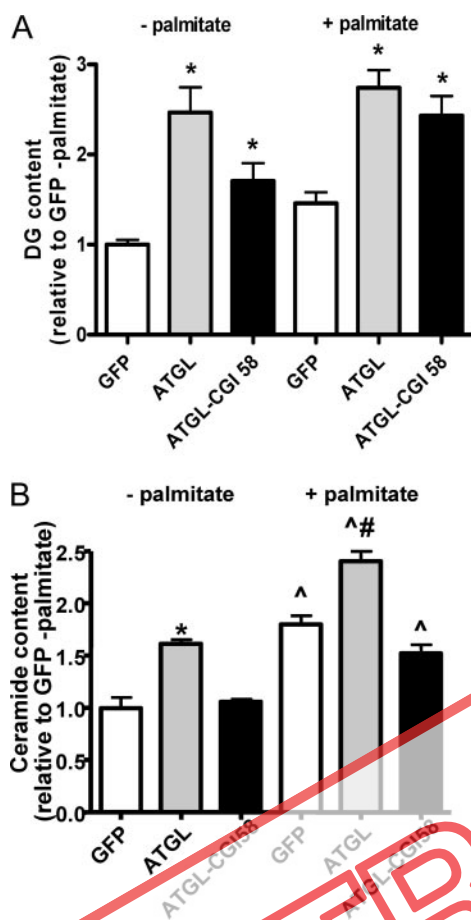 A
- palmitate + palmitate
DG content
(relative to GFP -palmitate)
3
2
1
0
* * * *
GFP
ATGL
ATGL-CGI 58
GFP
ATGL
ATGL-CGI 58
B
- palmitate + palmitate
Ceramide content
(relative to GFP -palmitate)
2.5
2.0
1.5
1.0
0.5
0.0
* ^ ^# ^
GFP
ATGL
ATGL-CGI58
GFP
ATGL
ATGL-CGI58